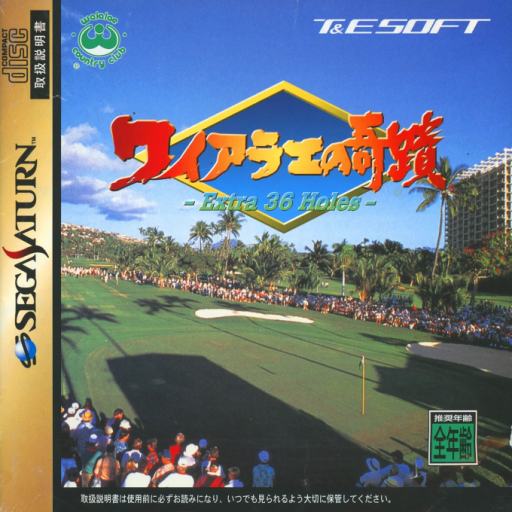 COMPACT
disc
取扱説明書
waialae
country club
T&E SOFT
ワイアラエの奇蹟
- Extra 36 Holes -
SEGA SATURN™
推奨年齢
全年齢
取扱説明書は使用前に必ずお読みになり、いつでも見られるよう大切に保管してください。